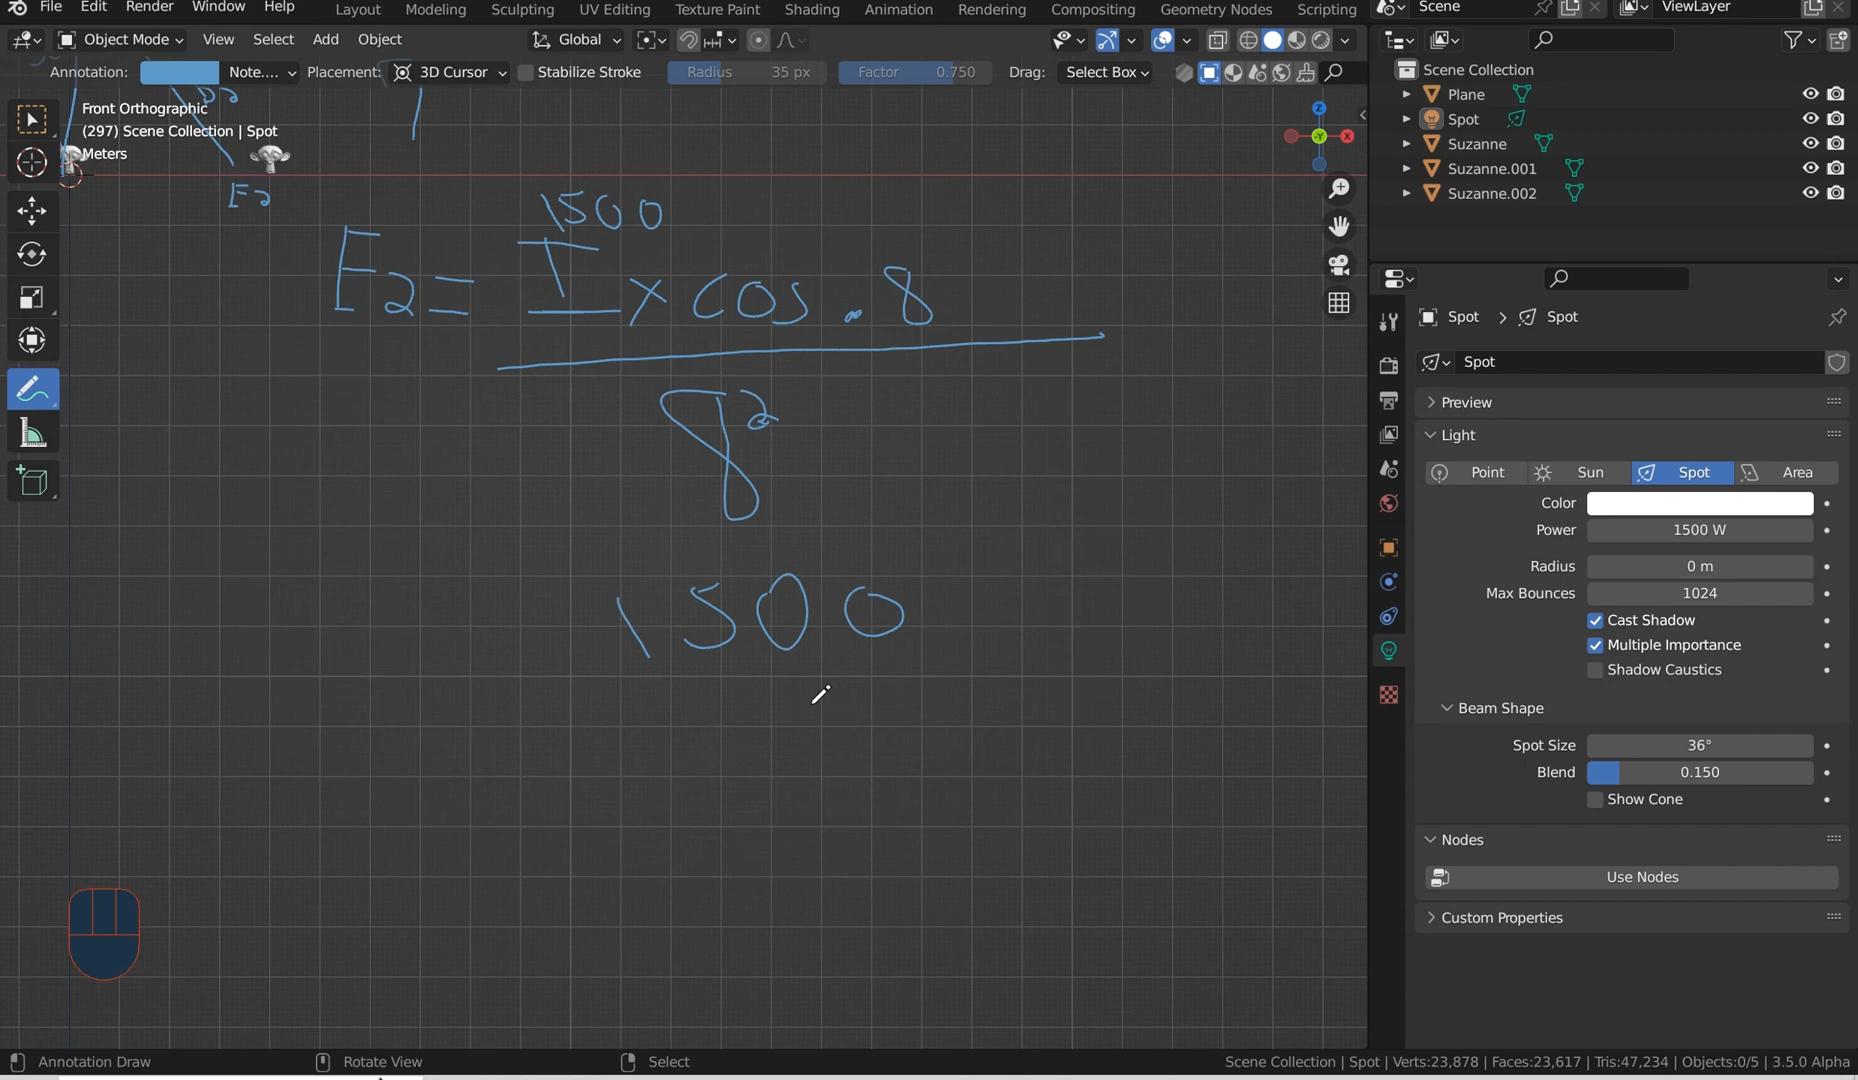 File Edit Render Window Help Layout Modeling Sculpting UV Editing Texture Paint Shading Animation Rendering Compositing Geometry Nodes Scripting Scene ViewLayer
Object Mode View Select Add Object Global
Annotation: Note.... Placement: 3D Cursor Stabilize Stroke Radius 35 px Factor 0.750 Drag: Select Box
Front Orthographic
(297) Scene Collection | Spot
Meters
Z
-Y
X
E2
1500
E2 = I x cos .8
8²
1500
Scene Collection
Plane
Spot
Suzanne
Suzanne.001
Suzanne.002
Spot > Spot
Spot
Preview
Light
Point Sun Spot Area
Color
Power 1500 W
Radius 0 m
Max Bounces 1024
Cast Shadow
Multiple Importance
Shadow Caustics
Beam Shape
Spot Size 36°
Blend 0.150
Show Cone
Nodes
Use Nodes
Custom Properties
Annotation Draw Rotate View Select Scene Collection | Spot | Verts:23,878 | Faces:23,617 | Tris:47,234 | Objects:0/5 | 3.5.0 Alpha